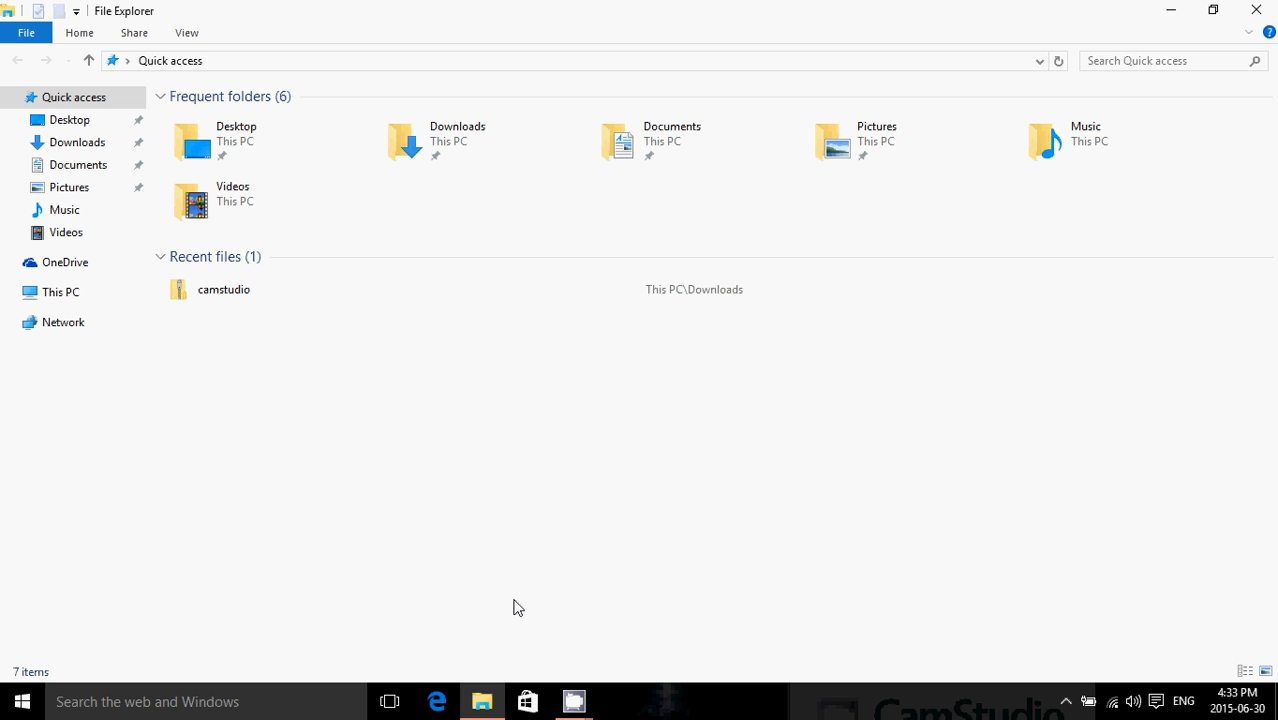 File Explorer
File Home Share View
Quick access
Search Quick access
Quick access
Desktop
Downloads
Documents
Pictures
Music
Videos
OneDrive
This PC
Network
Frequent folders (6)
Desktop
This PC
Downloads
This PC
Documents
This PC
Pictures
This PC
Music
This PC
Videos
This PC
Recent files (1)
camstudio This PC\Downloads
7 items
Search the web and Windows
CamStudio
ENG
4:33 PM
2015-06-30